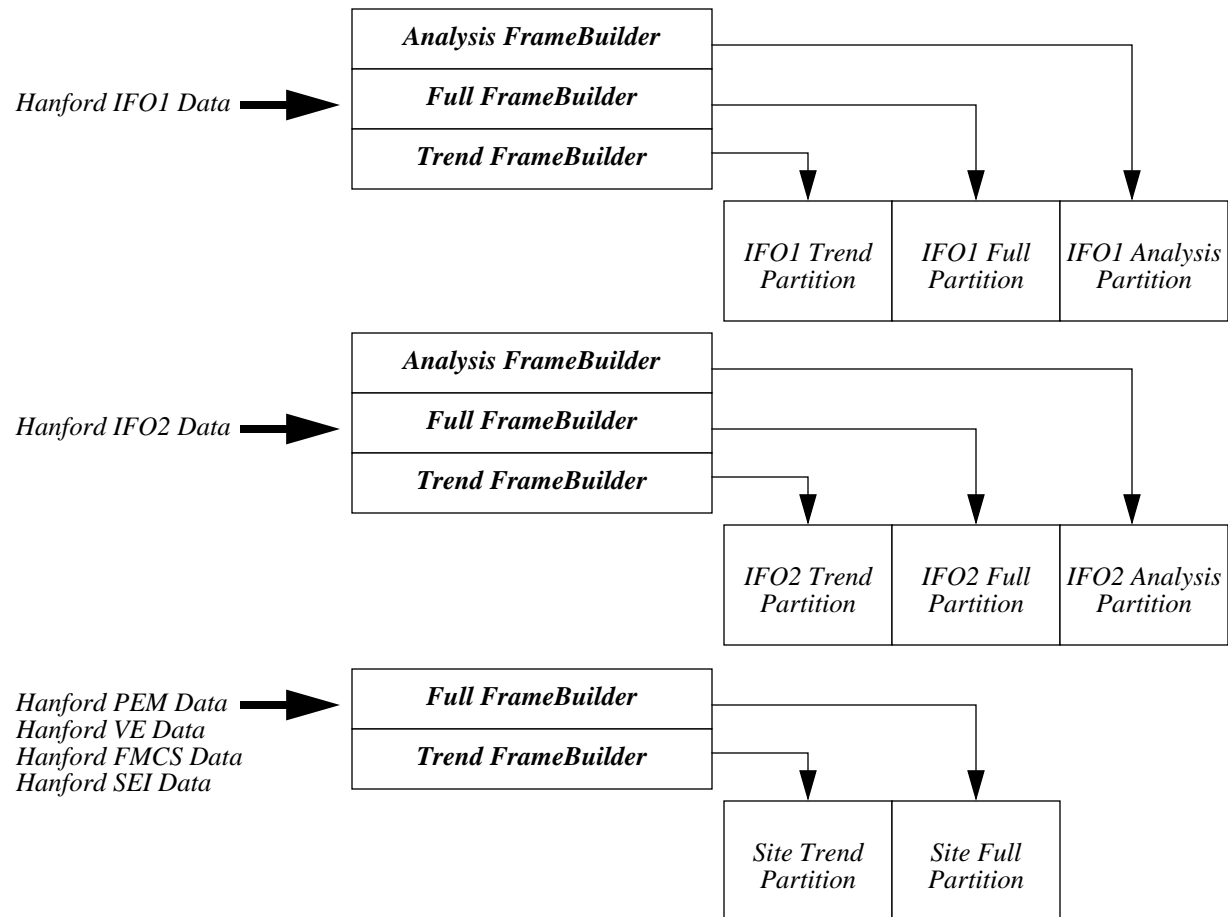 Analysis FrameBuilder
Hanford IFO1 Data
Full FrameBuilder
Trend FrameBuilder
IFO1 Trend
Partition
IFO1 Full
Partition
IFO1 Analysis
Partition
Analysis FrameBuilder
Hanford IFO2 Data
Full FrameBuilder
Trend FrameBuilder
IFO2 Trend
Partition
IFO2 Full
Partition
IFO2 Analysis
Partition
Hanford PEM Data
Hanford VE Data
Hanford FMCS Data
Hanford SEI Data
Full FrameBuilder
Trend FrameBuilder
Site Trend
Partition
Site Full
Partition